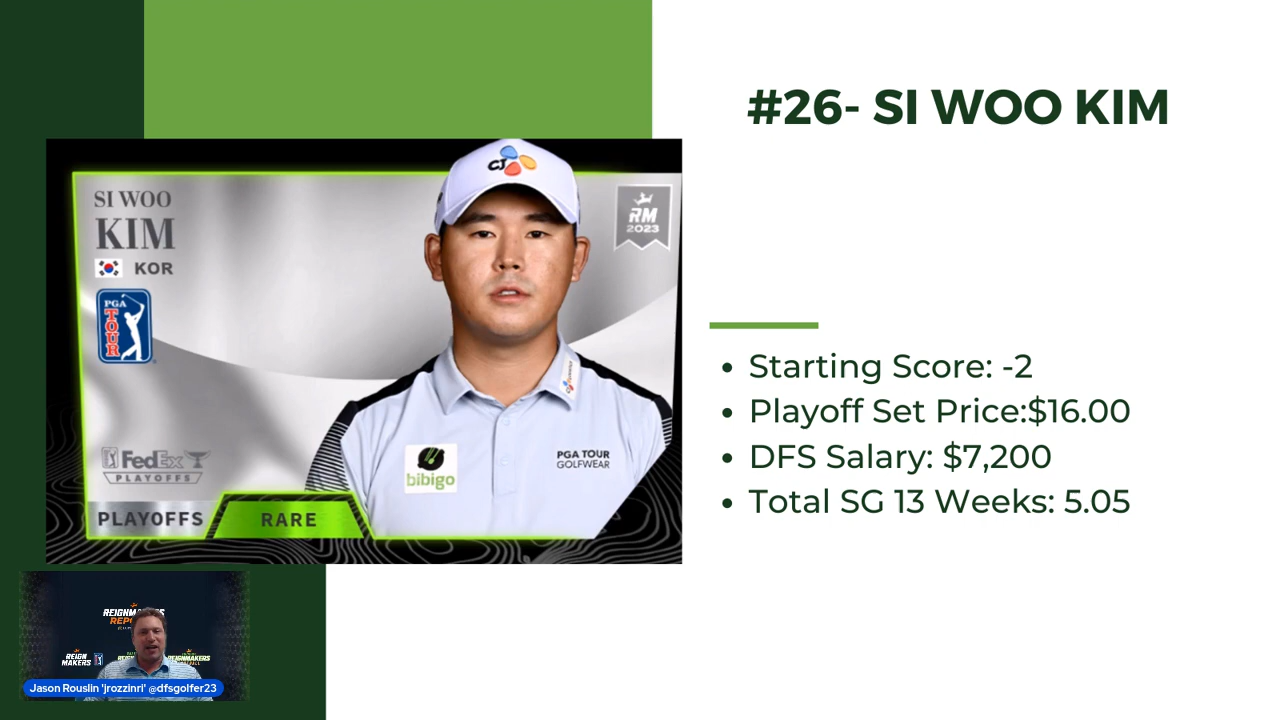 #26- SI WOO KIM
SI WOO
KIM
KOR
PGA
TOUR
CJ
RM
2023
FedEx
PLAYOFFS
PLAYOFFS
RARE
bibigo
PGA TOUR
GOLFWEAR
Starting Score: -2
Playoff Set Price:$16.00
DFS Salary: $7,200
Total SG 13 Weeks: 5.05
REIGN
MAKERS
Jason Rouslin 'jrozzinri' @dfsgolfer23